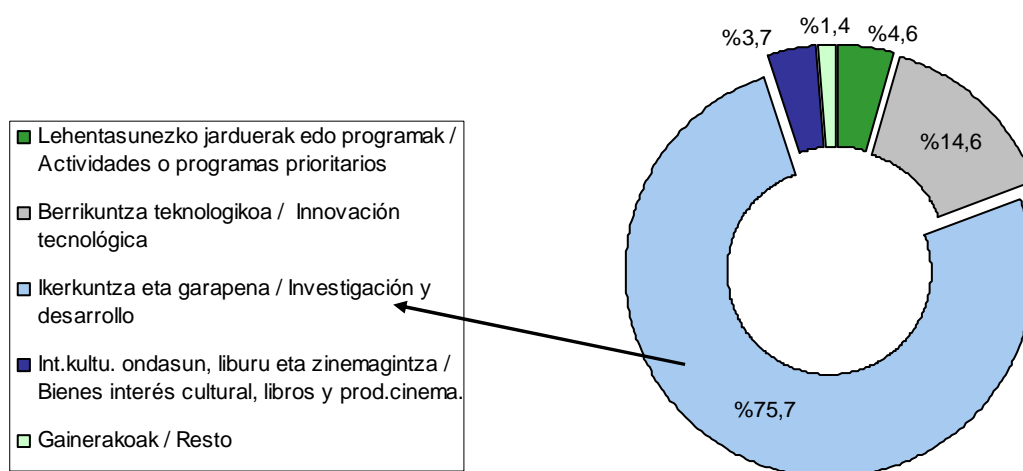 %3,7
%1,4
%4,6
%14,6
%75,7
Lehentasunezko jarduerak edo programak /
Actividades o programas prioritarios
Berrikuntza teknologikoa /  Innovación
tecnológica
Ikerkuntza eta garapena / Investigación y
desarrollo
Int.kultu. ondasun, liburu eta zinemagintza /
Bienes interés cultural, libros y prod.cinema.
Gainerakoak / Resto